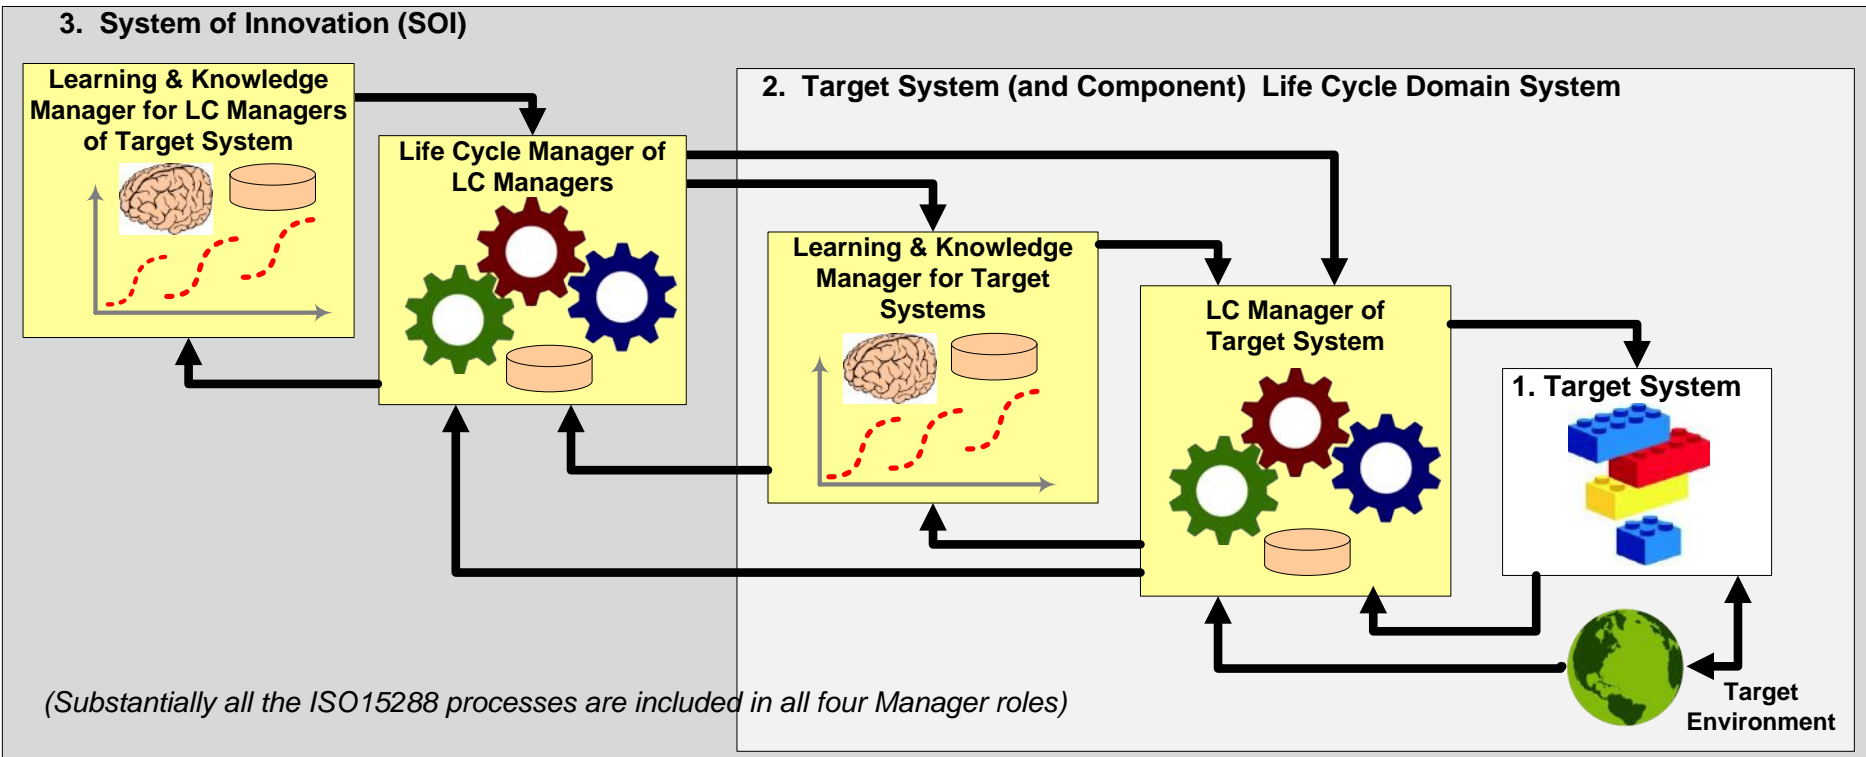 3. System of Innovation (SOI)
Learning & Knowledge
Manager for LC Managers
of Target System
2. Target System (and Component) Life Cycle Domain System
Life Cycle Manager of
LC Managers
Learning & Knowledge
Manager for Target
Systems
LC Manager of
Target System
1. Target System
(Substantially all the ISO15288 processes are included in all four Manager roles)
Target
Environment